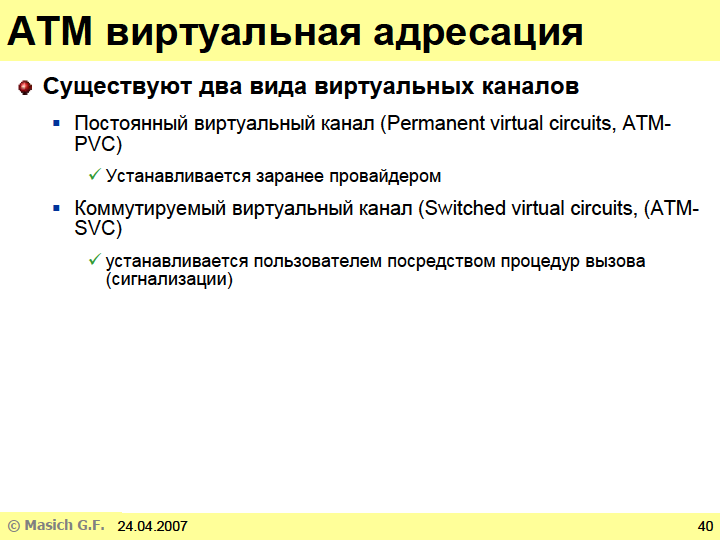 АТМ виртуальная адресация
Существуют два вида виртуальных каналов
Постоянный виртуальный канал (Permanent virtual circuits, ATM-
PVC)
Устанавливается заранее провайдером
Коммутируемый виртуальный канал (Switched virtual circuits, (ATM-
SVC)
устанавливается пользователем посредством процедур вызова
(сигнализации)
© Masich G.F. 24.04.2007 40